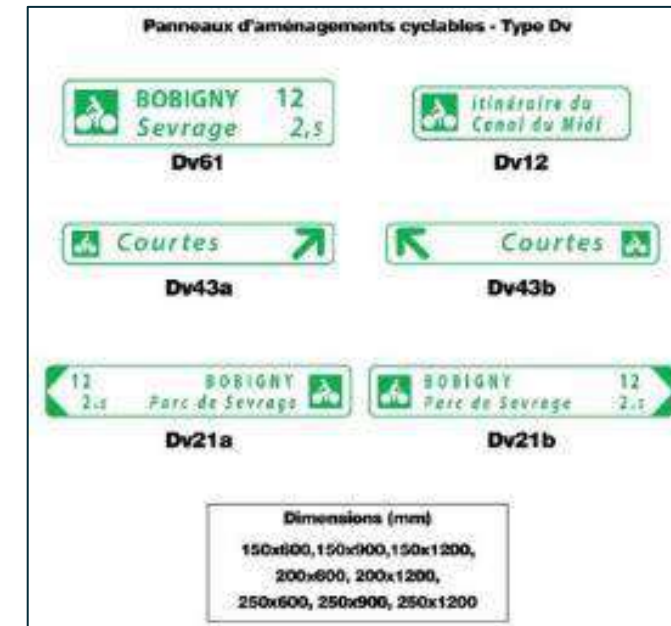 Panneaux d'aménagements cyclables - Type Dv
BOBIGNY 12
Sevrage 2,5
Dv61
Itinéraire du
Canal du Midi
Dv12
Courtes
Dv43a
Courtes
Dv43b
12 BOBIGNY
2,5 Parc de Sevrage
Dv21a
BOBIGNY 12
Parc de Sevrage 2,5
Dv21b
Dimensions (mm)
150x600,150x900,150x1200,
200x600, 200x1200,
250x600, 250x900, 250x1200